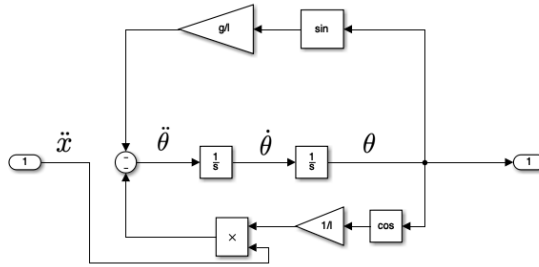 g/l
sin
ẍ
θ̈
θ̇
θ
1
- -
1/s
1/s
1
×
1/l
cos